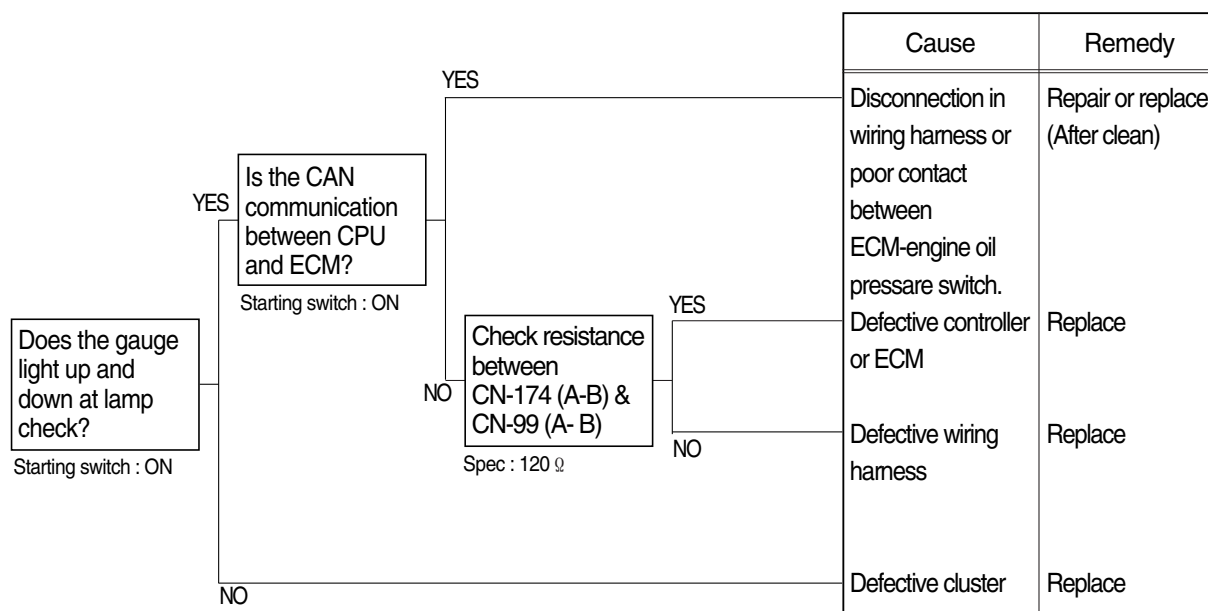 Cause
Remedy
YES
Disconnection in
wiring harness or
poor contact
between
ECM-engine oil
pressare switch.
Repair or replace
(After clean)
YES
Is the CAN
communication
between CPU
and ECM?
Starting switch : ON
YES
Defective controller
or ECM
Replace
Does the gauge
light up and
down at lamp
check?
Starting switch : ON
NO
Check resistance
between
CN-174 (A-B) &
CN-99 (A- B)
Spec : 120 Ω
NO
Defective wiring
harness
Replace
NO
Defective cluster
Replace